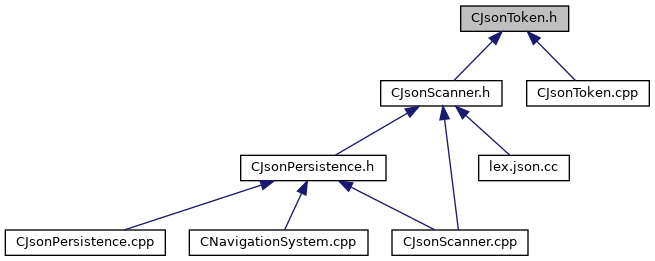 CJsonToken.h
CJsonScanner.h
CJsonToken.cpp
CJsonPersistence.h
lex.json.cc
CJsonPersistence.cpp
CNavigationSystem.cpp
CJsonScanner.cpp